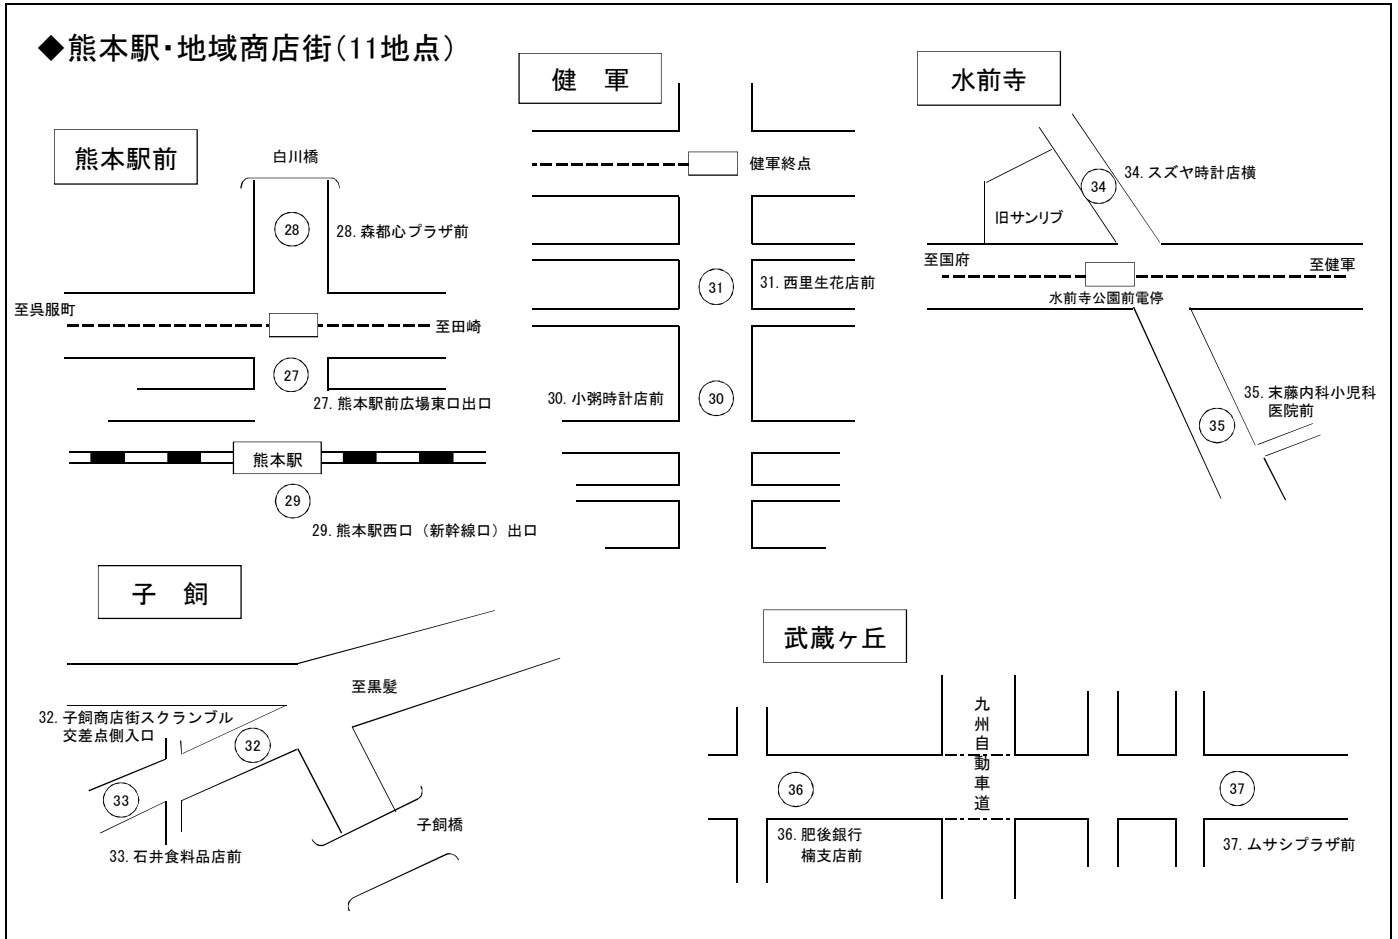 ◆熊本駅・地域商店街(11地点)
熊本駅前
白川橋
28
28. 森都心プラザ前
至呉服町
至田崎
27
27. 熊本駅前広場東口出口
熊本駅
29
29. 熊本駅西口（新幹線口）出口
健　軍
健軍終点
31
31. 西里生花店前
30. 小粥時計店前
30
水前寺
34
34. スズヤ時計店横
旧サンリブ
至国府
至健軍
水前寺公園前電停
35. 末藤内科小児科
医院前
35
子　飼
至黒髪
32. 子飼商店街スクランブル
交差点側入口
32
33
子飼橋
33. 石井食料品店前
武蔵ヶ丘
九州自動車道
36
37
36. 肥後銀行
楠支店前
37. ムサシプラザ前